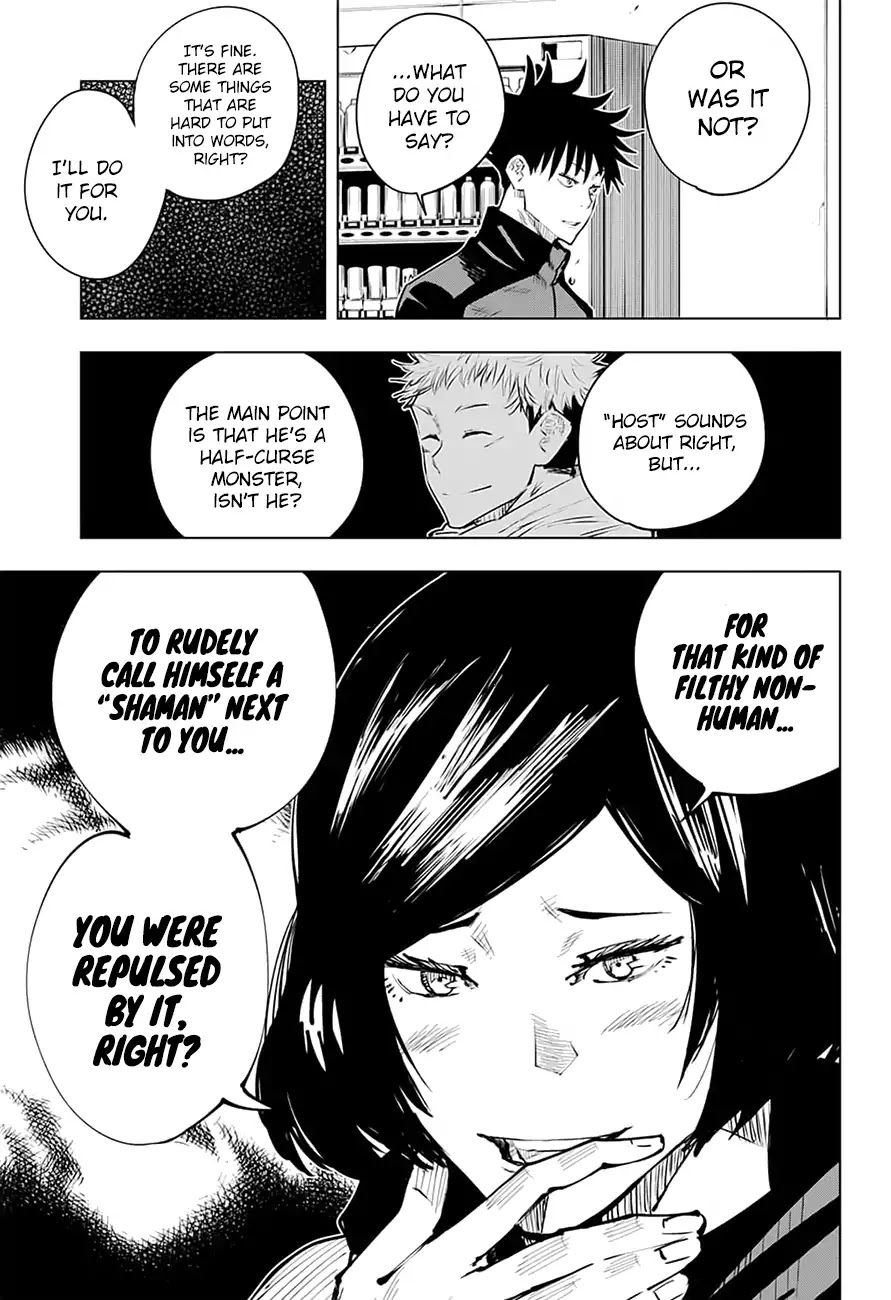 OR
WAS IT
NOT?
...WHAT
DO YOU
HAVE TO
SAY?
IT'S FINE.
THERE ARE
SOME THINGS
THAT ARE
HARD TO PUT
INTO WORDS,
RIGHT?
I'LL DO
IT FOR
YOU.
"HOST" SOUNDS
ABOUT RIGHT,
BUT...
THE MAIN POINT
IS THAT HE'S A
HALF-CURSE
MONSTER,
ISN'T HE?
FOR
THAT KIND OF
FILTHY NON-
HUMAN...
TO RUDELY
CALL HIMSELF A
"SHAMAN" NEXT
TO YOU...
YOU WERE
REPULSED
BY IT,
RIGHT?